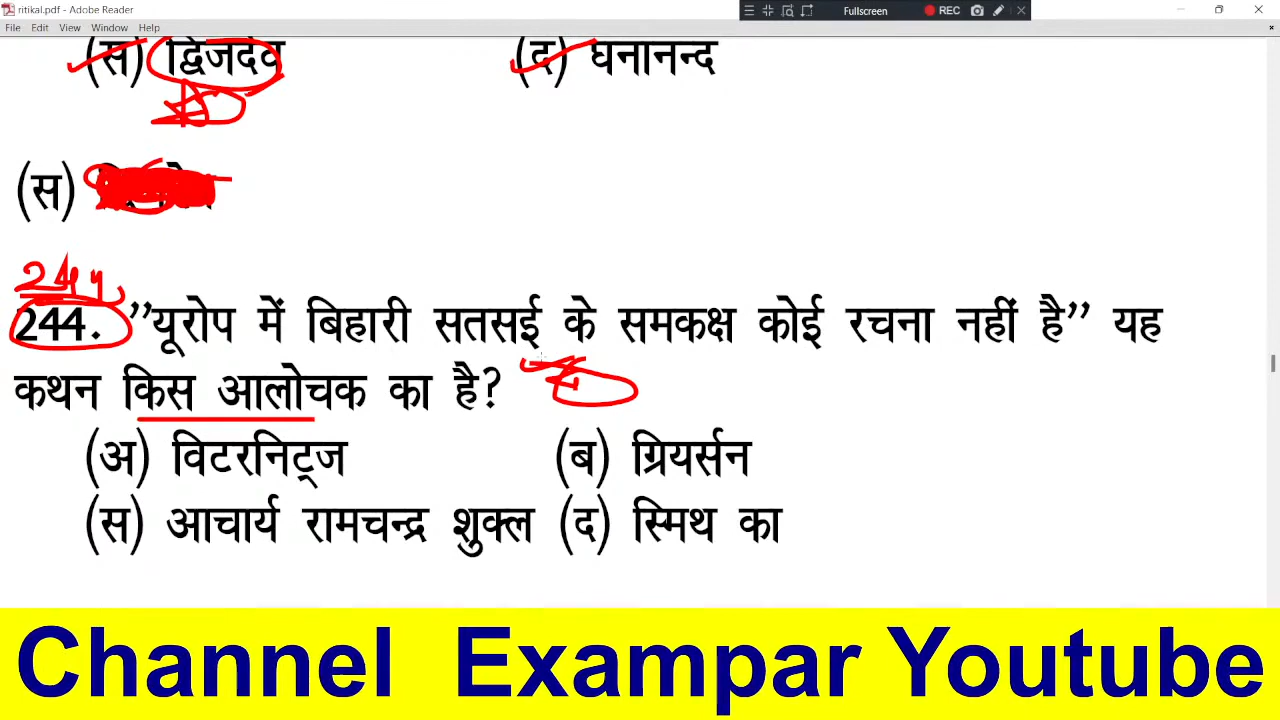 ritikal.pdf - Adobe Reader
Fullscreen REC
File Edit View Window Help
(स) द्विजदेव (द) घनानन्द
(स)
244
244. ”यूरोप में बिहारी सतसई के समकक्ष कोई रचना नहीं है” यह
कथन किस आलोचक का है?
(अ) विटरनिट्ज (ब) ग्रियर्सन
(स) आचार्य रामचन्द्र शुक्ल (द) स्मिथ का
Channel Exampar Youtube